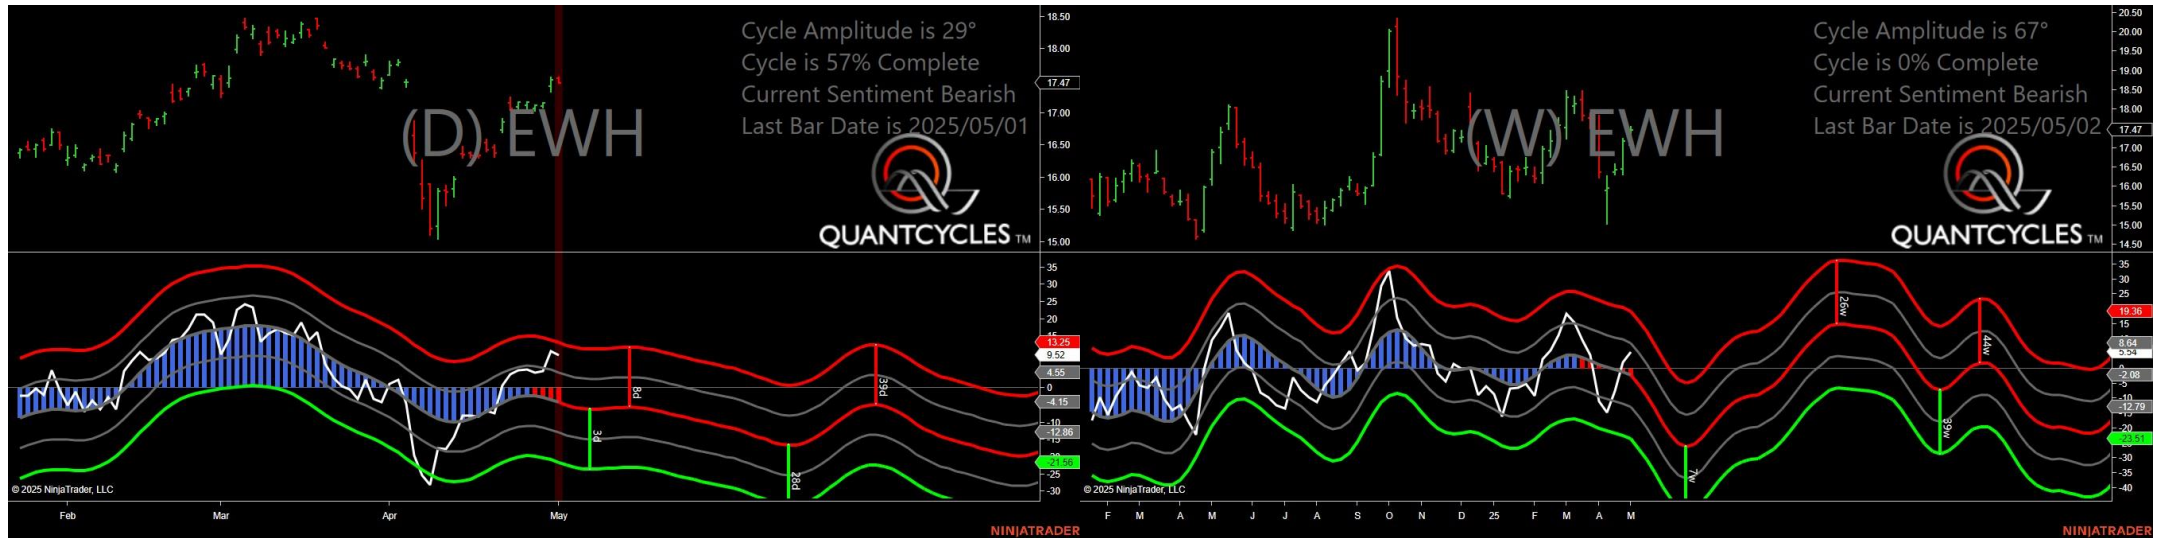 Cycle Amplitude is 29°
Cycle is 57% Complete
Current Sentiment Bearish
Last Bar Date is 2025/05/01
(D) EWH
QUANTCYCLES TM
18.50
18.00
17.47
17.00
16.50
16.00
15.50
15.00
35
30
25
20
15
13.25
9.52
4.55
0
-4.15
-10
-12.86
-15
-21.56
-25
-30
8d
39d
3d
28d
© 2025 NinjaTrader, LLC
Feb Mar Apr May
NINJATRADER
Cycle Amplitude is 67°
Cycle is 0% Complete
Current Sentiment Bearish
Last Bar Date is 2025/05/02
(W) EWH
QUANTCYCLES TM
20.50
20.00
19.50
19.00
18.50
18.00
17.47
17.00
16.50
16.00
15.50
15.00
14.50
35
30
25
19.36
15
8.64
5.54
-2.08
-5
-10
-12.79
-20
-23.51
-30
-35
-40
26w
44w
39w
7w
© 2025 NinjaTrader, LLC
F M A M J J A S O N D 25 F M A M
NINJATRADER